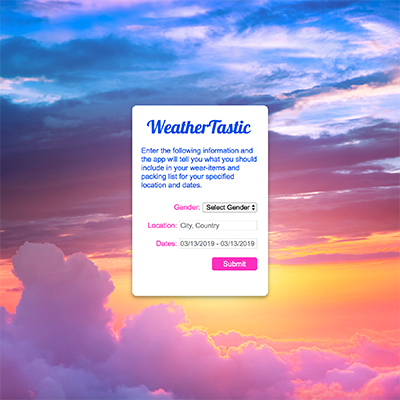 WeatherTastic
Enter the following information and
the app will tell you what you should
include in your wear-items and
packing list for your specified
location and dates.
Gender: Select Gender
Location: City, Country
Dates: 03/13/2019 - 03/13/2019
Submit